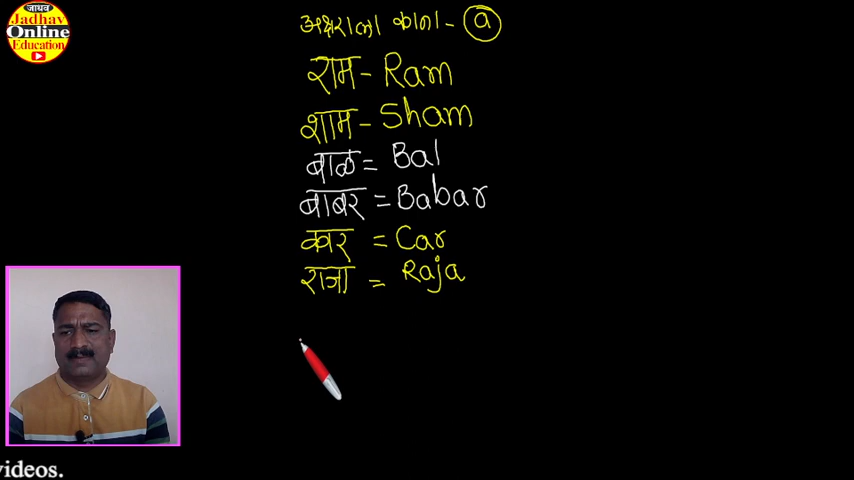 जाधव
Jadhav
Online
Education
अक्षराला काना - a
राम - Ram
शाम - Sham
बाळ = Bal
बाबर = Babar
कार = Car
राजा = Raja
videos.